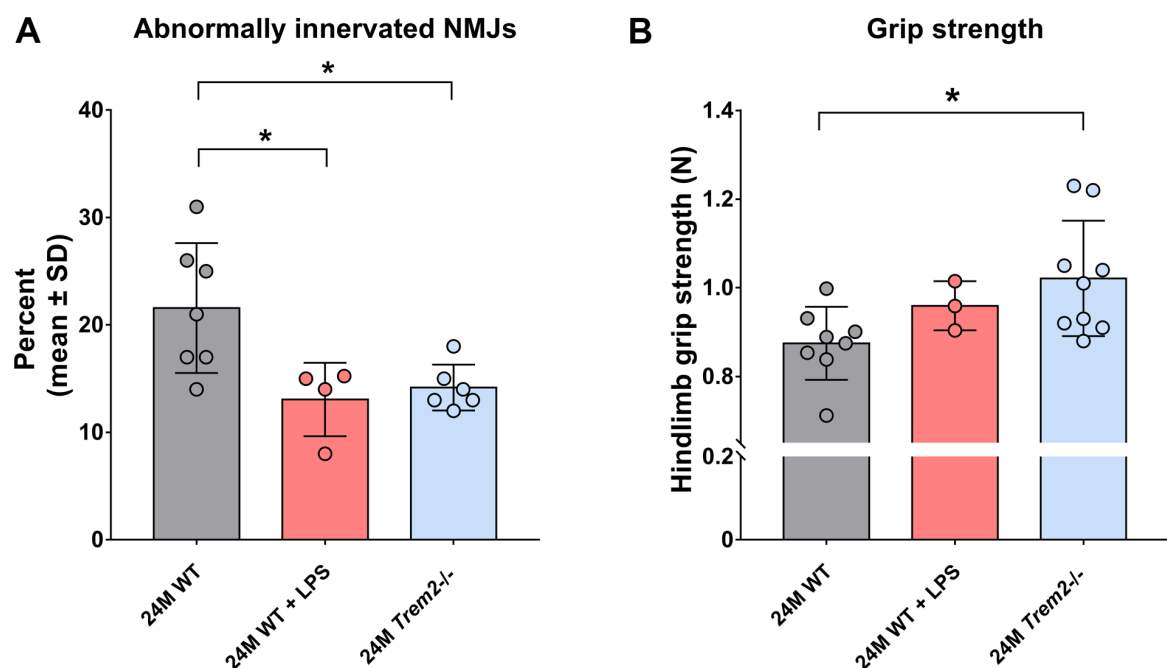 A
Abnormally innervated NMJs
*
*
Percent
(mean ± SD)
40
30
20
10
0
24M WT
24M WT + LPS
24M Trem2-/-
B
Grip strength
*
Hindlimb grip strength (N)
1.4
1.2
1.0
0.8
0.2
0
24M WT
24M WT + LPS
24M Trem2-/-